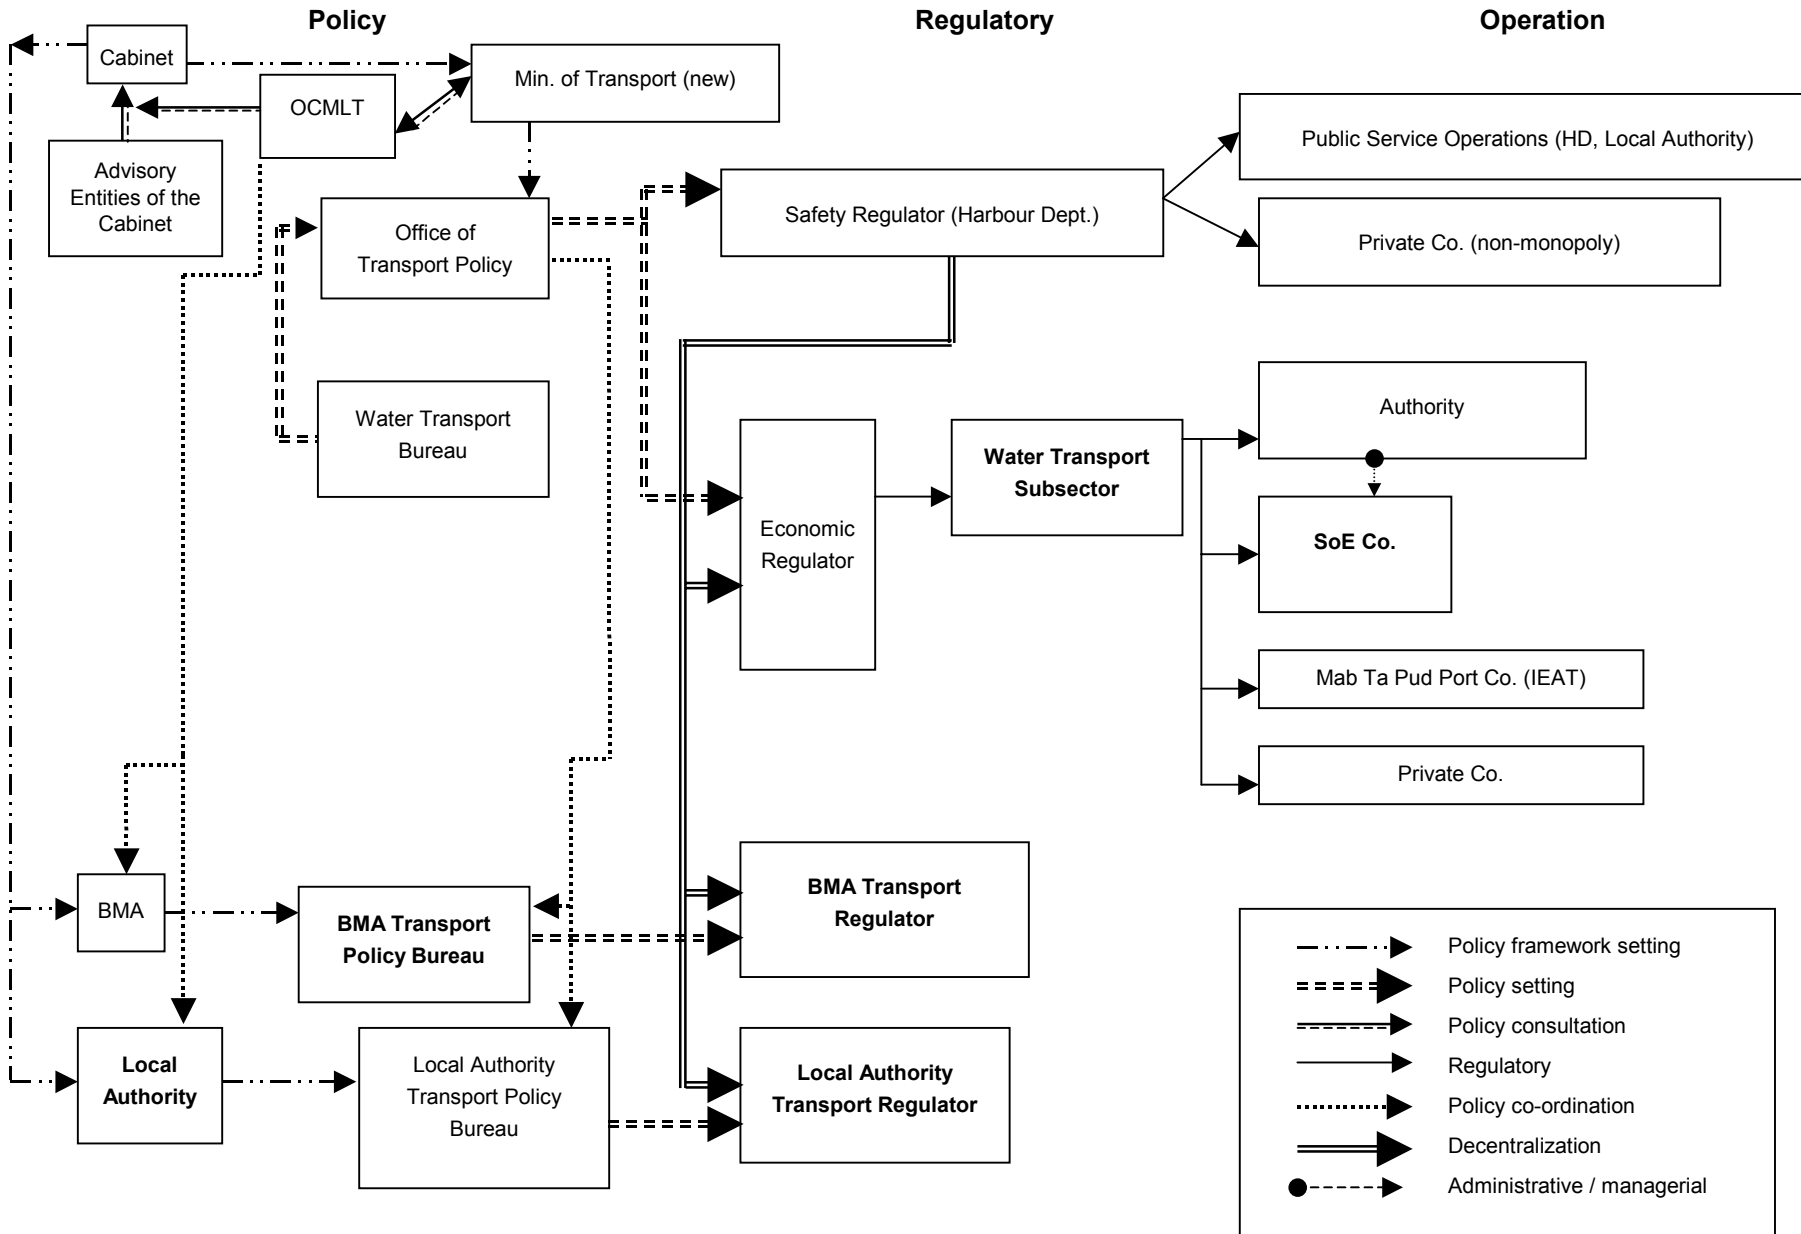 Policy
Regulatory
Operation
Cabinet
OCMLT
Min. of Transport (new)
Advisory
Entities of the
Cabinet
Office of
Transport Policy
Water Transport
Bureau
Safety Regulator (Harbour Dept.)
Public Service Operations (HD, Local Authority)
Private Co. (non-monopoly)
Economic
Regulator
Water Transport
Subsector
Authority
SoE Co.
Mab Ta Pud Port Co. (IEAT)
Private Co.
BMA
BMA Transport
Policy Bureau
BMA Transport
Regulator
Local
Authority
Local Authority
Transport Policy
Bureau
Local Authority
Transport Regulator
Policy framework setting
Policy setting
Policy consultation
Regulatory
Policy co-ordination
Decentralization
Administrative / managerial